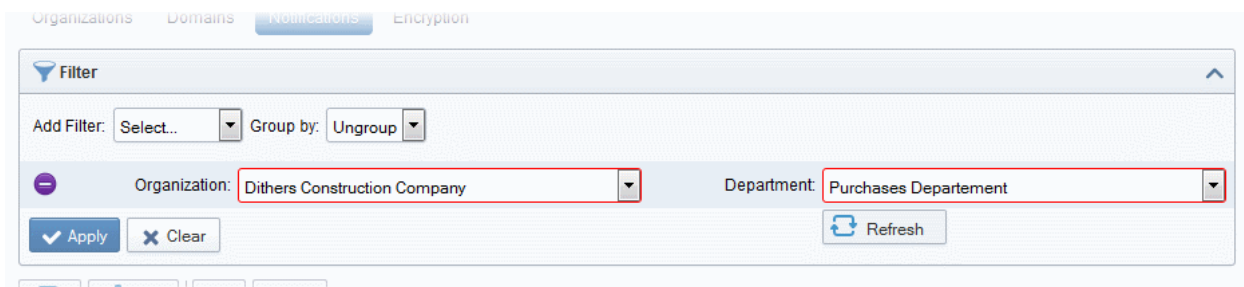 Organizations Domains Notifications Encryption
Filter
Add Filter: Select... Group by: Ungroup
Organization: Dithers Construction Company Department: Purchases Departement
Apply Clear Refresh